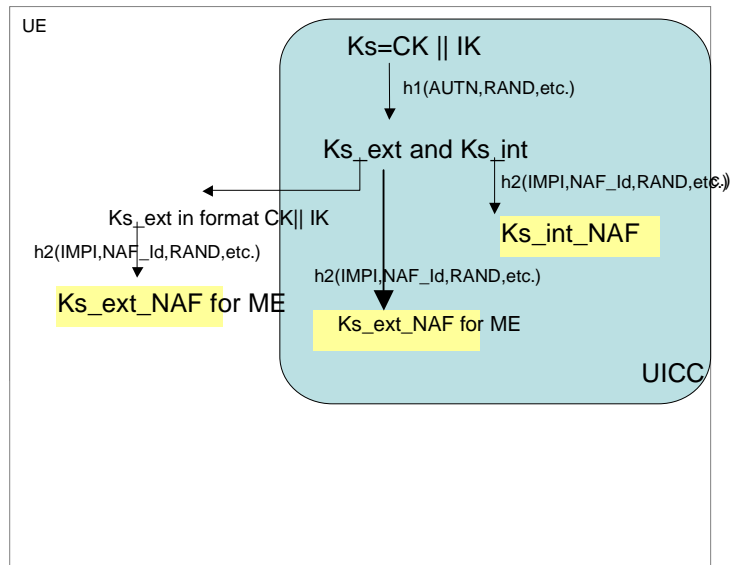 UE
Ks=CK || IK
h1(AUTN,RAND,etc.)
Ks_ext and Ks_int
h2(IMPI,NAF_Id,RAND,etc.)
Ks_ext in format CK|| IK
Ks_int_NAF
h2(IMPI,NAF_Id,RAND,etc.)
h2(IMPI,NAF_Id,RAND,etc.)
Ks_ext_NAF for ME
Ks_ext_NAF for ME
UICC